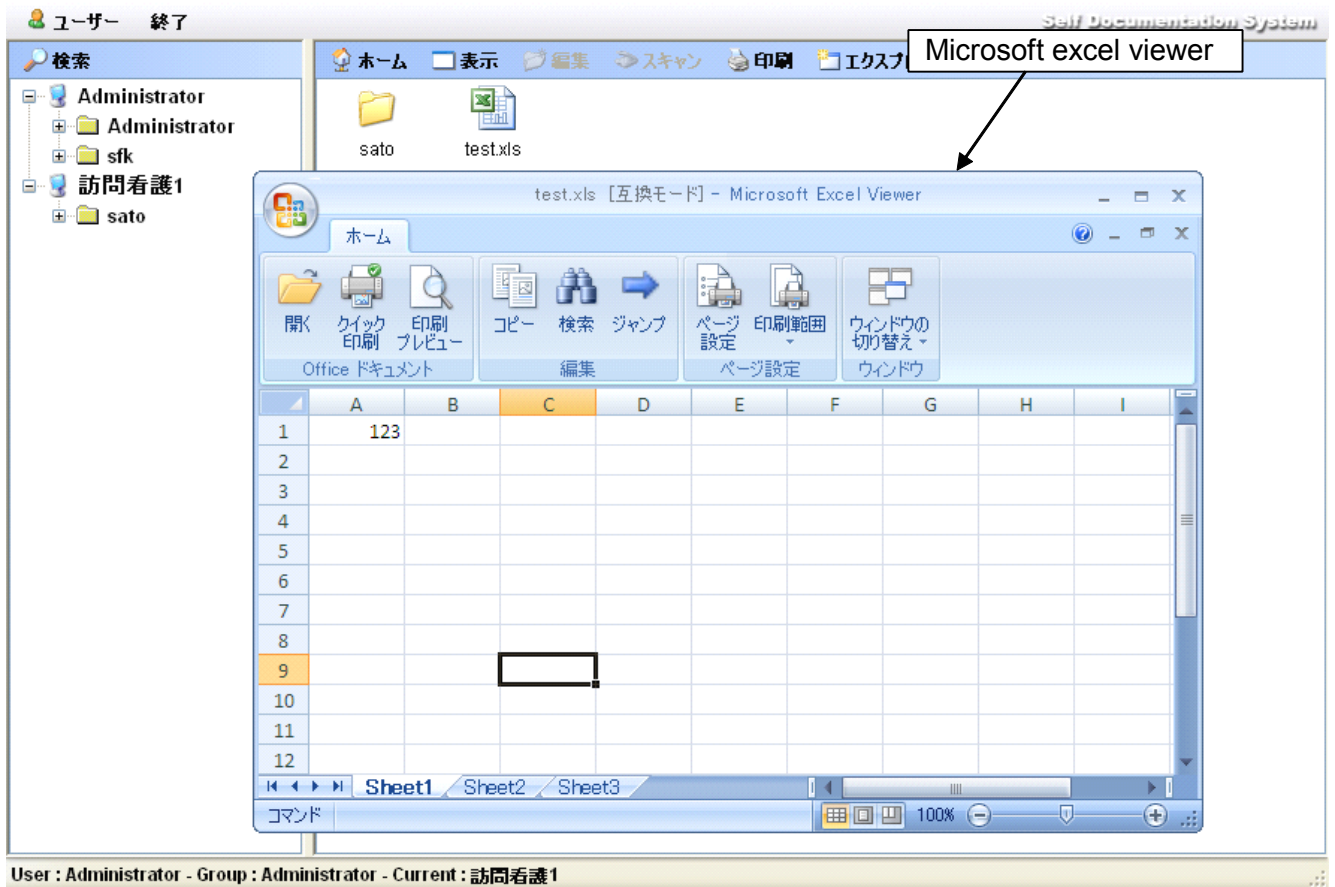 ユーザー 終了 Self Documentation System
検索
ホーム 表示 編集 スキャン 印刷
Microsoft excel viewer
Administrator
Administrator
sfk
訪問看護1
sato
sato test.xls
test.xls [互換モード] - Microsoft Excel Viewer
ホーム
開く クイック印刷 印刷プレビュー コピー 検索 ジャンプ ページ設定 印刷範囲 ウィンドウの切り替え
Office ドキュメント 編集 ページ設定 ウィンドウ
A B C D E F G H I
1 123
2
3
4
5
6
7
8
9
10
11
12
Sheet1 Sheet2 Sheet3
コマンド 100%
User : Administrator - Group : Administrator - Current : 訪問看護1